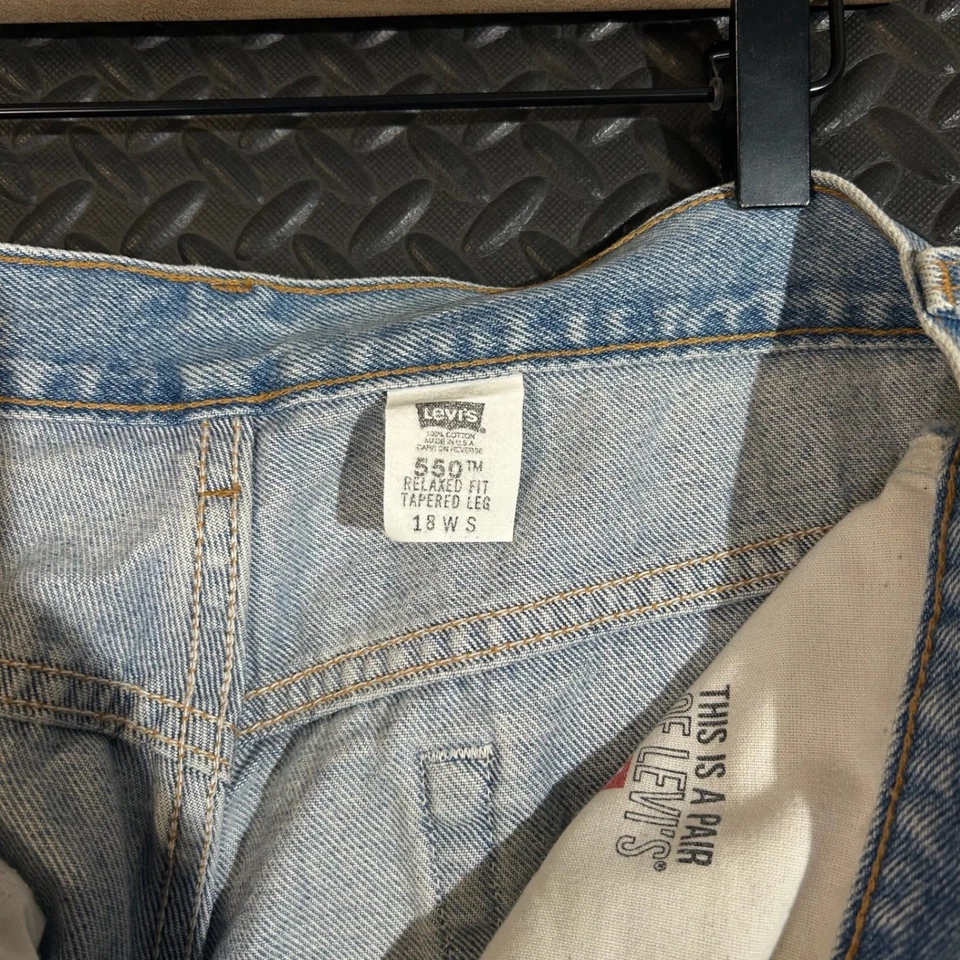 LEVI'S®
100% COTTON
MADE IN U.S.A.
CARE ON REVERSE
550™
RELAXED FIT
TAPERED LEG
18 W S
THIS IS A PAIR
OF LEVI'S®